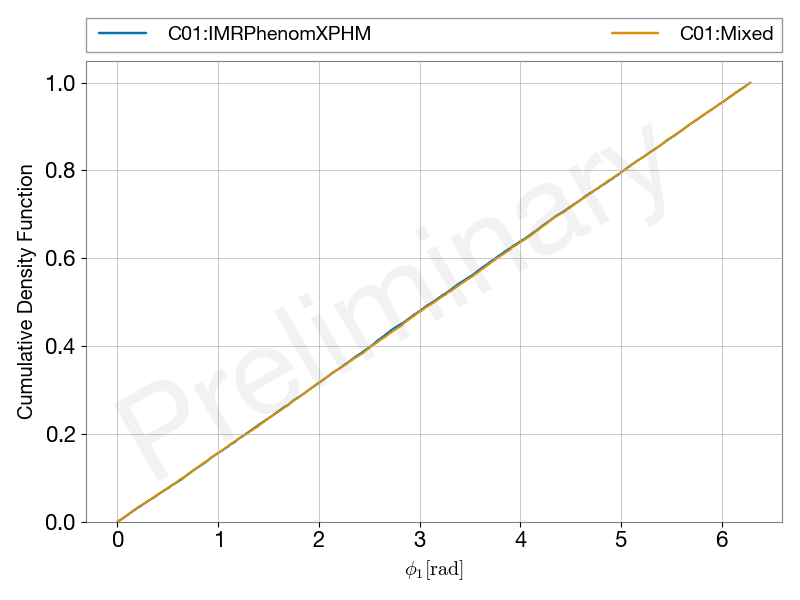 C01:IMRPhenomXPHM C01:Mixed
Cumulative Density Function
1.0
0.8
0.6
0.4
0.2
0.0
Preliminary
0 1 2 3 4 5 6
ϕ₁[rad]